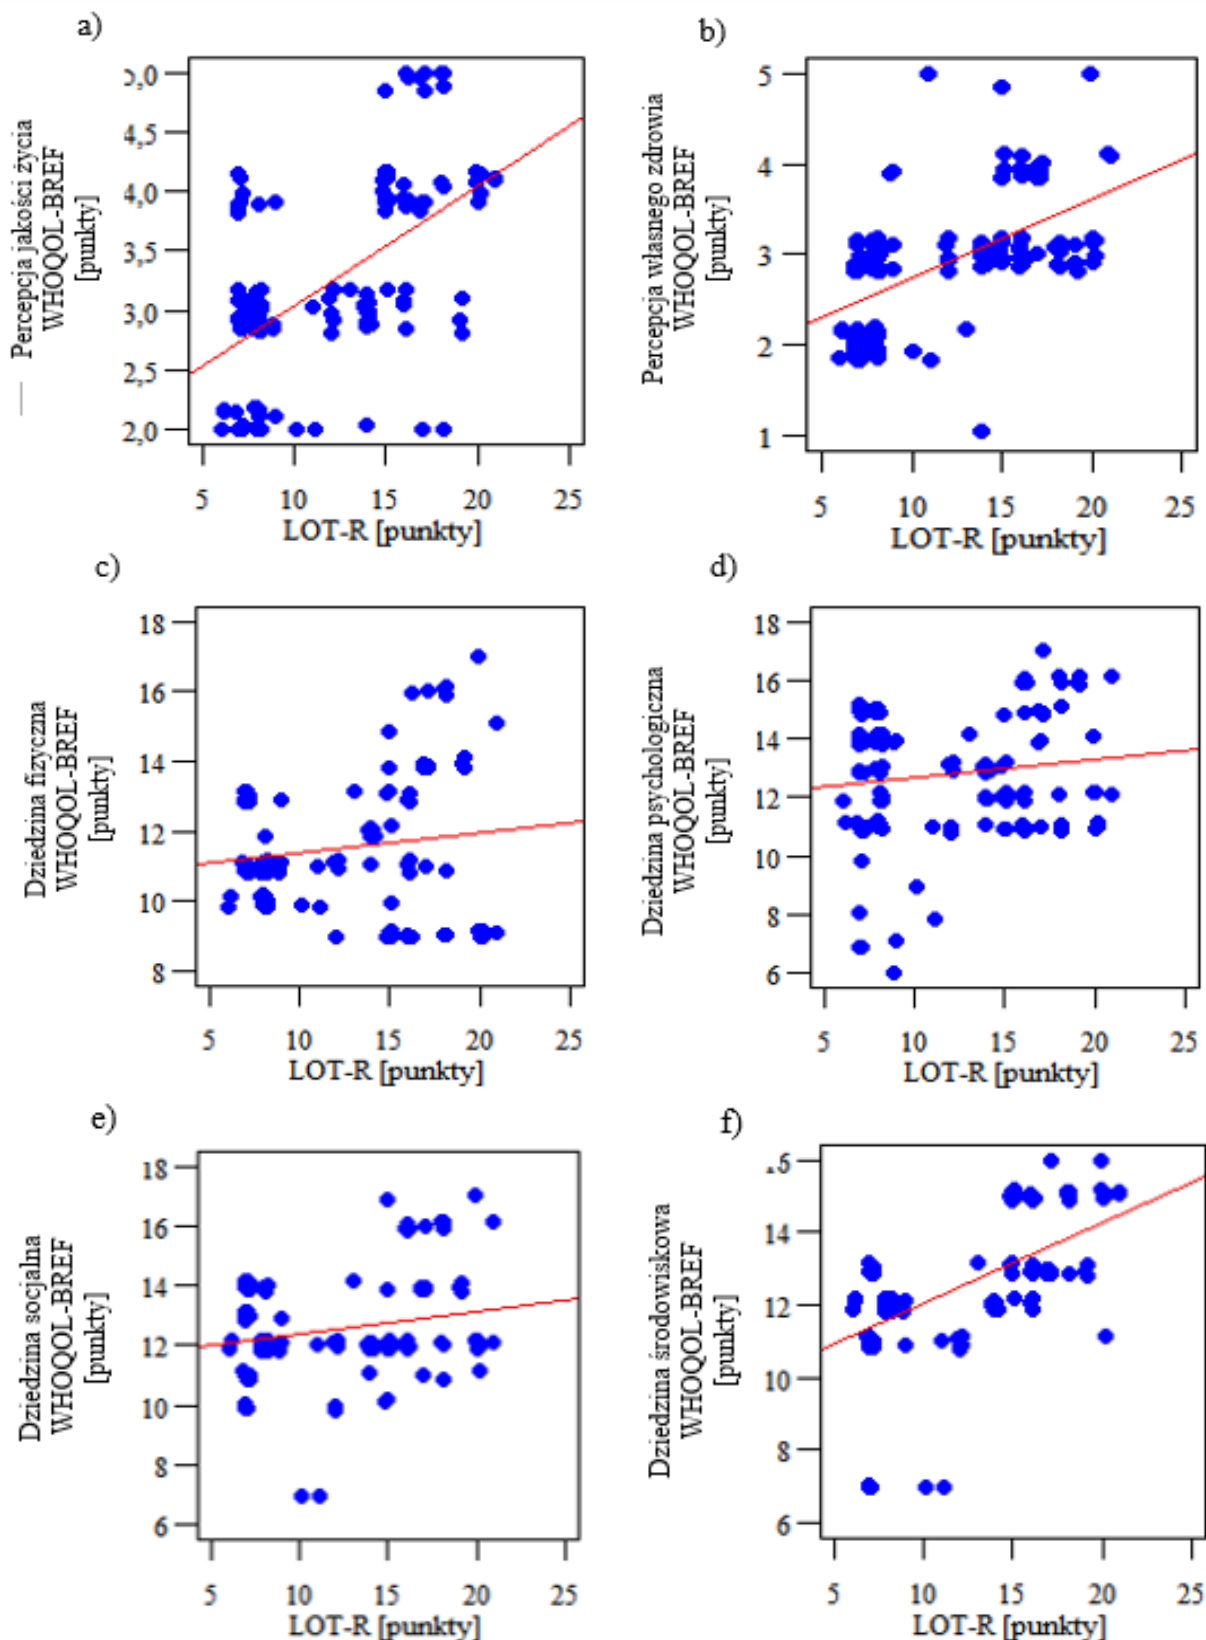 a)
5,0
4,5
4,0
3,5
3,0
2,5
2,0
Percepcja jakości życia
WHOQOL-BREF
[punkty]
5 10 15 20 25
LOT-R [punkty]
b)
5
4
3
2
1
Percepcja własnego zdrowia
WHOQOL-BREF
[punkty]
5 10 15 20 25
LOT-R [punkty]
c)
18
16
14
12
10
8
Dziedzina fizyczna
WHOQOL-BREF
[punkty]
5 10 15 20 25
LOT-R [punkty]
d)
18
16
14
12
10
8
6
Dziedzina psychologiczna
WHOQOL-BREF
[punkty]
5 10 15 20 25
LOT-R [punkty]
e)
18
16
14
12
10
8
6
Dziedzina socjalna
WHOQOL-BREF
[punkty]
5 10 15 20 25
LOT-R [punkty]
f)
14
12
10
8
6
Dziedzina środowiskowa
WHOQOL-BREF
[punkty]
5 10 15 20 25
LOT-R [punkty]